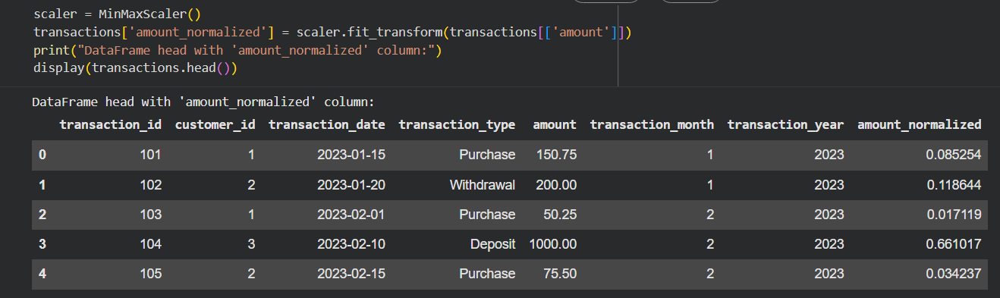 scaler = MinMaxScaler()
transactions['amount_normalized'] = scaler.fit_transform(transactions[['amount']])
print("DataFrame head with 'amount_normalized' column:")
display(transactions.head())
DataFrame head with 'amount_normalized' column:
transaction_id customer_id transaction_date transaction_type amount transaction_month transaction_year amount_normalized
0 101 1 2023-01-15 Purchase 150.75 1 2023 0.085254
1 102 2 2023-01-20 Withdrawal 200.00 1 2023 0.118644
2 103 1 2023-02-01 Purchase 50.25 2 2023 0.017119
3 104 3 2023-02-10 Deposit 1000.00 2 2023 0.661017
4 105 2 2023-02-15 Purchase 75.50 2 2023 0.034237